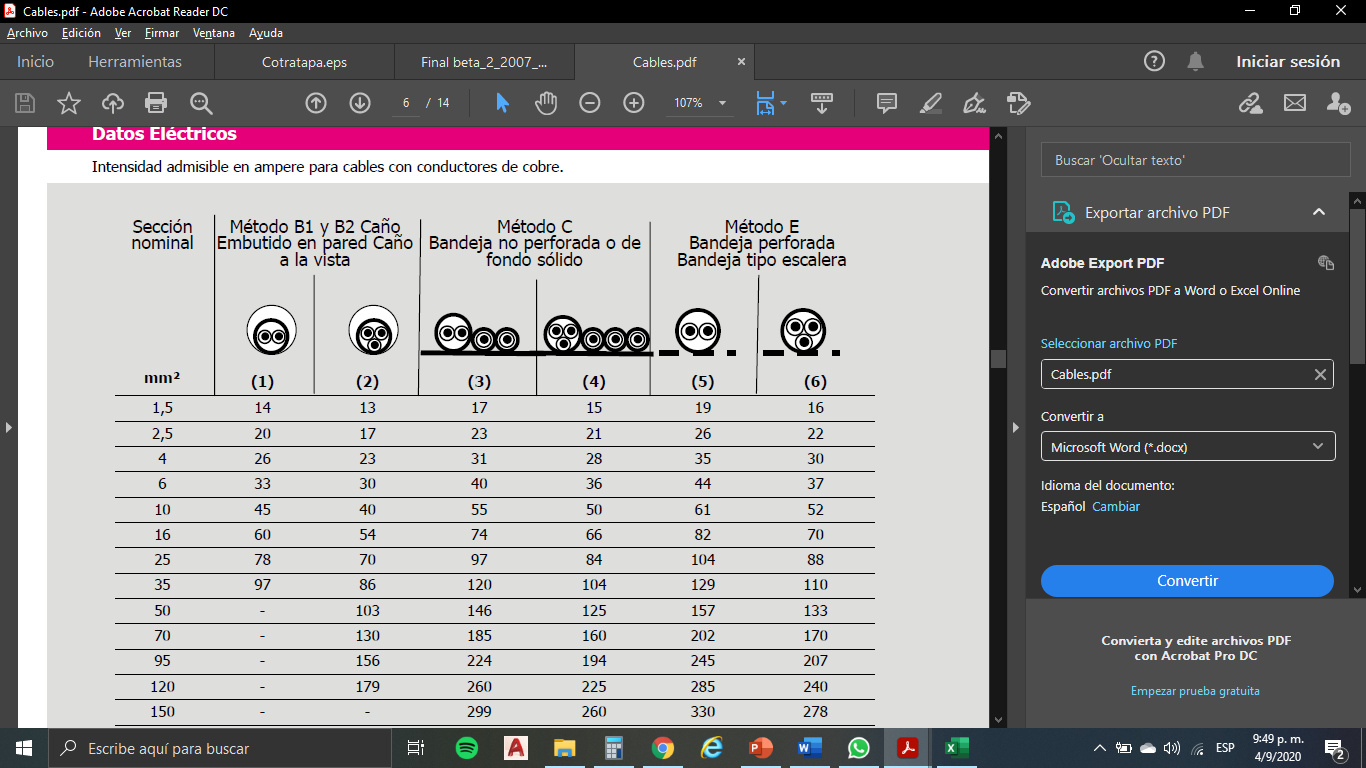 Cables.pdf - Adobe Acrobat Reader DC
Archivo Edición Ver Firmar Ventana Ayuda
Inicio Herramientas Cotratapa.eps Final beta_2_2007_... Cables.pdf × Iniciar sesión
6 / 14 107%
Datos Eléctricos
Intensidad admisible en ampere para cables con conductores de cobre.
Sección nominal
Método B1 y B2 Caño
Embutido en pared Caño
a la vista
Método C
Bandeja no perforada o de
fondo sólido
Método E
Bandeja perforada
Bandeja tipo escalera
mm² (1) (2) (3) (4) (5) (6)
1,5 14 13 17 15 19 16
2,5 20 17 23 21 26 22
4 26 23 31 28 35 30
6 33 30 40 36 44 37
10 45 40 55 50 61 52
16 60 54 74 66 82 70
25 78 70 97 84 104 88
35 97 86 120 104 129 110
50 - 103 146 125 157 133
70 - 130 185 160 202 170
95 - 156 224 194 245 207
120 - 179 260 225 285 240
150 - - 299 260 330 278
Buscar 'Ocultar texto'
Exportar archivo PDF
Adobe Export PDF
Convertir archivos PDF a Word o Excel Online
Seleccionar archivo PDF
Cables.pdf
Convertir a
Microsoft Word (*.docx)
Idioma del documento:
Español Cambiar
Convertir
Convierta y edite archivos PDF
con Acrobat Pro DC
Empezar prueba gratuita
Escribe aquí para buscar
ESP
9:49 p. m.
4/9/2020
2